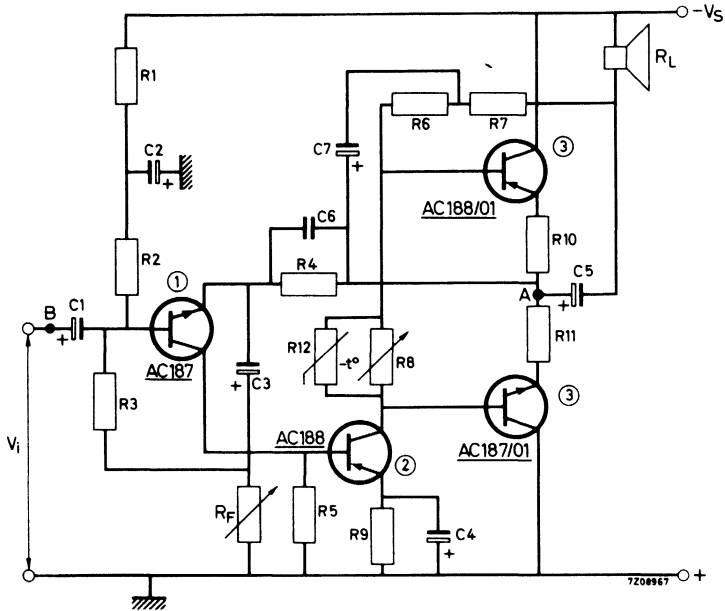 -VS
R1
RL
R6
R7
C2
+
C7
+
③
C6
AC188/01
R2
R4
R10
①
C1
B
+
A
C5
+
R12
-t°
R8
R11
AC187
C3
+
R3
③
AC188
AC187/01
Vi
②
RF
R5
R9
C4
+
7Z08967
+